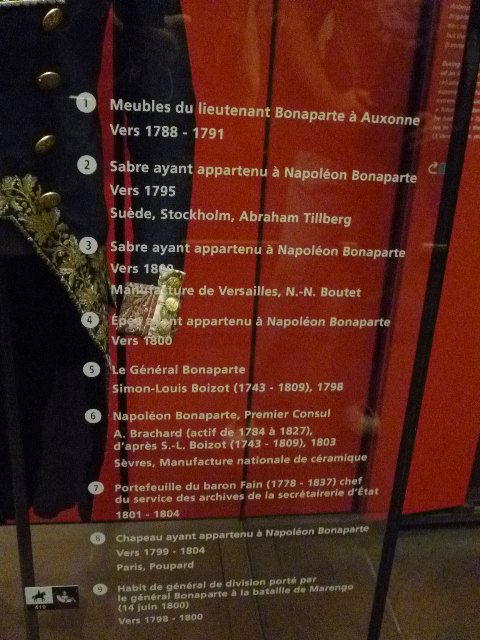 1 Meubles du lieutenant Bonaparte à Auxonne
Vers 1788 - 1791
2 Sabre ayant appartenu à Napoléon Bonaparte
Vers 1795
Suède, Stockholm, Abraham Tillberg
3 Sabre ayant appartenu à Napoléon Bonaparte
Vers 1800
Manufacture de Versailles, N.-N. Boutet
4 Épée ayant appartenu à Napoléon Bonaparte
Vers 1800
5 Le Général Bonaparte
Simon-Louis Boizot (1743 - 1809), 1798
6 Napoléon Bonaparte, Premier Consul
A. Brachard (actif de 1784 à 1827),
d'après S.-L. Boizot (1743 - 1809), 1803
Sèvres, Manufacture nationale de céramique
7 Portefeuille du baron Fain (1778 - 1837) chef
du service des archives de la secrétairerie d'État
1801 - 1804
8 Chapeau ayant appartenu à Napoléon Bonaparte
Vers 1799 - 1804
Paris, Poupard
9 Habit de général de division porté par
le général Bonaparte à la bataille de Marengo
(14 juin 1800)
Vers 1798 - 1800